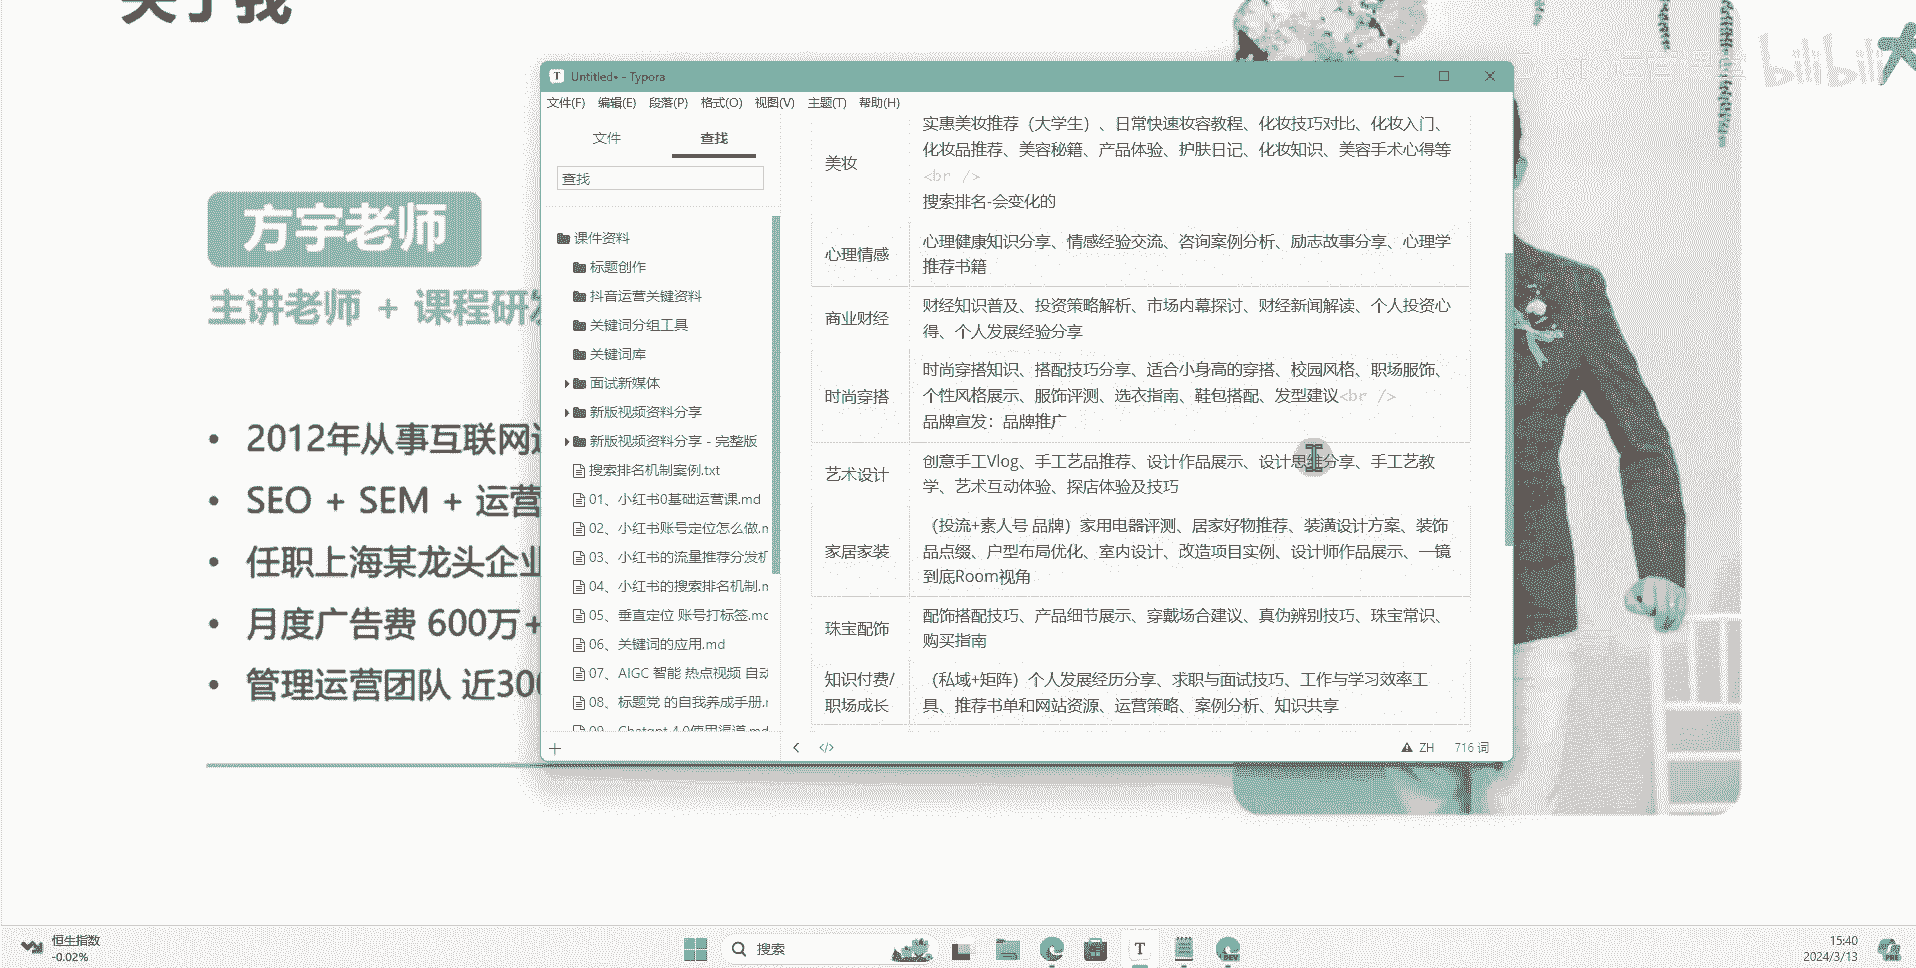 关于我
bilibili
方宇老师
主讲老师 + 课程研发
• 2012年从事互联网
• SEO + SEM + 运营
• 任职上海某龙头企业
• 月度广告费 600万+
• 管理运营团队 近300
Untitled• - Typora
文件(F) 编辑(E) 段落(P) 格式(O) 视图(V) 主题(T) 帮助(H)
文件 查找
查找
课件资料
标题创作
抖音运营关键资料
关键词分组工具
关键词库
面试新媒体
新版视频资料分享
新版视频资料分享 - 完整版
搜索排名机制案例.txt
01、小红书0基础运营课.md
02、小红书账号定位怎么做.m
03、小红书的流量推荐分发机
04、小红书的搜索排名机制.m
05、垂直定位 账号打标签.mc
06、关键词的应用.md
07、AIGC 智能 热点视频 自动
08、标题党 的自我养成手册.r
09、Chatgpt 4.0使用渠道.md
美妆
实惠美妆推荐（大学生）、日常快速妆容教程、化妆技巧对比、化妆入门、
化妆品推荐、美容秘籍、产品体验、护肤日记、化妆知识、美容手术心得等
<br />
搜索排名-会变化的
心理情感
心理健康知识分享、情感经验交流、咨询案例分析、励志故事分享、心理学
推荐书籍
商业财经
财经知识普及、投资策略解析、市场内幕探讨、财经新闻解读、个人投资心
得、个人发展经验分享
时尚穿搭
时尚穿搭知识、搭配技巧分享、适合小身高的穿搭、校园风格、职场服饰、
个性风格展示、服饰评测、选衣指南、鞋包搭配、发型建议<br />
品牌宣发：品牌推广
艺术设计
创意手工Vlog、手工艺品推荐、设计作品展示、设计思维分享、手工艺教
学、艺术互动体验、探店体验及技巧
家居家装
（投流+素人号 品牌）家用电器评测、居家好物推荐、装潢设计方案、装饰
品点缀、户型布局优化、室内设计、改造项目实例、设计师作品展示、一镜
到底Room视角
珠宝配饰
配饰搭配技巧、产品细节展示、穿戴场合建议、真伪辨别技巧、珠宝常识、
购买指南
知识付费/
职场成长
（私域+矩阵）个人发展经历分享、求职与面试技巧、工作与学习效率工
具、推荐书单和网站资源、运营策略、案例分析、知识共享
ZH 716 词
恒生指数
-0.02%
搜索
T
DEV
15:40
2024/3/13
PRE